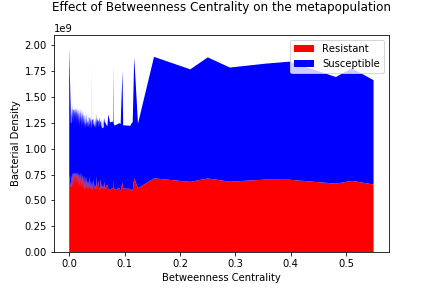 Effect of Betweenness Centrality on the metapopulation
1e9
Resistant
Susceptible
2.00
1.75
1.50
1.25
1.00
0.75
0.50
0.25
0.00
Bacterial Density
0.0 0.1 0.2 0.3 0.4 0.5
Betweenness Centrality